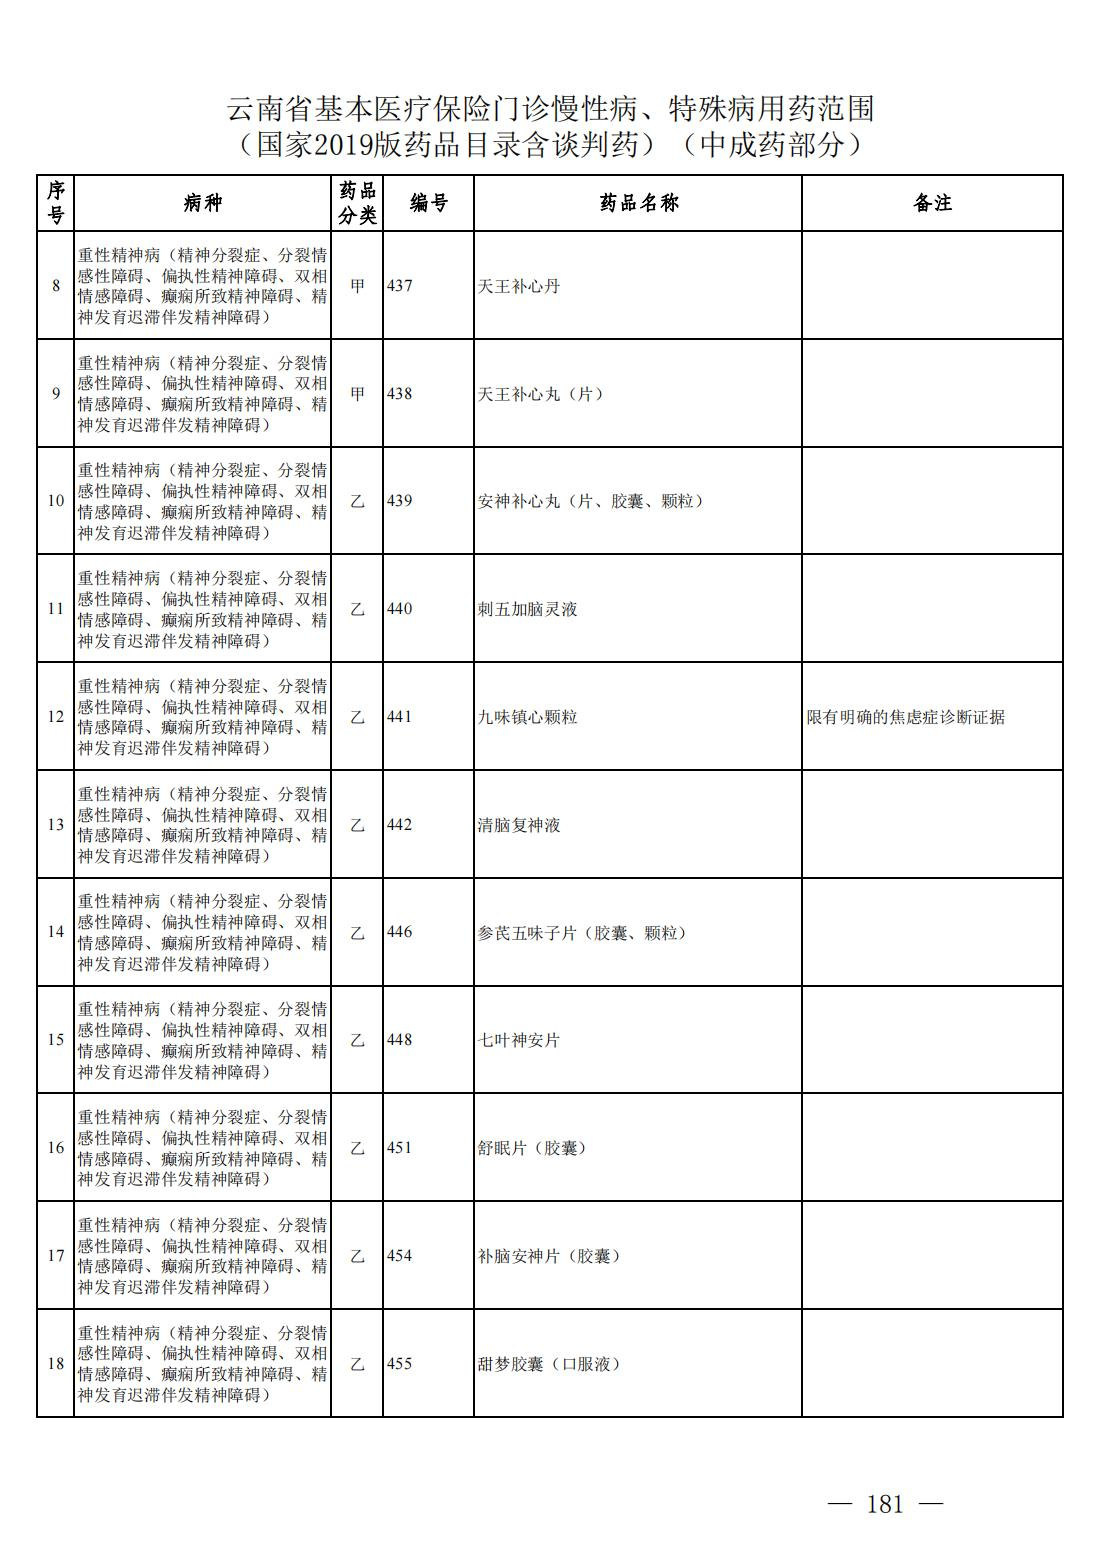 云南省基本医疗保险门诊慢性病、特殊病用药范围
（国家2019版药品目录含谈判药）（中成药部分）
序号 病种 药品分类 编号 药品名称 备注
重性精神病（精神分裂症、分裂情
感性障碍、偏执性精神障碍、双相
情感障碍、癫痫所致精神障碍、精
神发育迟滞伴发精神障碍）
8 甲 437 天王补心丹
重性精神病（精神分裂症、分裂情
感性障碍、偏执性精神障碍、双相
情感障碍、癫痫所致精神障碍、精
神发育迟滞伴发精神障碍）
9 甲 438 天王补心丸（片）
重性精神病（精神分裂症、分裂情
感性障碍、偏执性精神障碍、双相
情感障碍、癫痫所致精神障碍、精
神发育迟滞伴发精神障碍）
10 乙 439 安神补心丸（片、胶囊、颗粒）
重性精神病（精神分裂症、分裂情
感性障碍、偏执性精神障碍、双相
情感障碍、癫痫所致精神障碍、精
神发育迟滞伴发精神障碍）
11 乙 440 刺五加脑灵液
重性精神病（精神分裂症、分裂情
感性障碍、偏执性精神障碍、双相
情感障碍、癫痫所致精神障碍、精
神发育迟滞伴发精神障碍）
12 乙 441 九味镇心颗粒 限有明确的焦虑症诊断证据
重性精神病（精神分裂症、分裂情
感性障碍、偏执性精神障碍、双相
情感障碍、癫痫所致精神障碍、精
神发育迟滞伴发精神障碍）
13 乙 442 清脑复神液
重性精神病（精神分裂症、分裂情
感性障碍、偏执性精神障碍、双相
情感障碍、癫痫所致精神障碍、精
神发育迟滞伴发精神障碍）
14 乙 446 参芪五味子片（胶囊、颗粒）
重性精神病（精神分裂症、分裂情
感性障碍、偏执性精神障碍、双相
情感障碍、癫痫所致精神障碍、精
神发育迟滞伴发精神障碍）
15 乙 448 七叶神安片
重性精神病（精神分裂症、分裂情
感性障碍、偏执性精神障碍、双相
情感障碍、癫痫所致精神障碍、精
神发育迟滞伴发精神障碍）
16 乙 451 舒眠片（胶囊）
重性精神病（精神分裂症、分裂情
感性障碍、偏执性精神障碍、双相
情感障碍、癫痫所致精神障碍、精
神发育迟滞伴发精神障碍）
17 乙 454 补脑安神片（胶囊）
重性精神病（精神分裂症、分裂情
感性障碍、偏执性精神障碍、双相
情感障碍、癫痫所致精神障碍、精
神发育迟滞伴发精神障碍）
18 乙 455 甜梦胶囊（口服液）
— 181 —